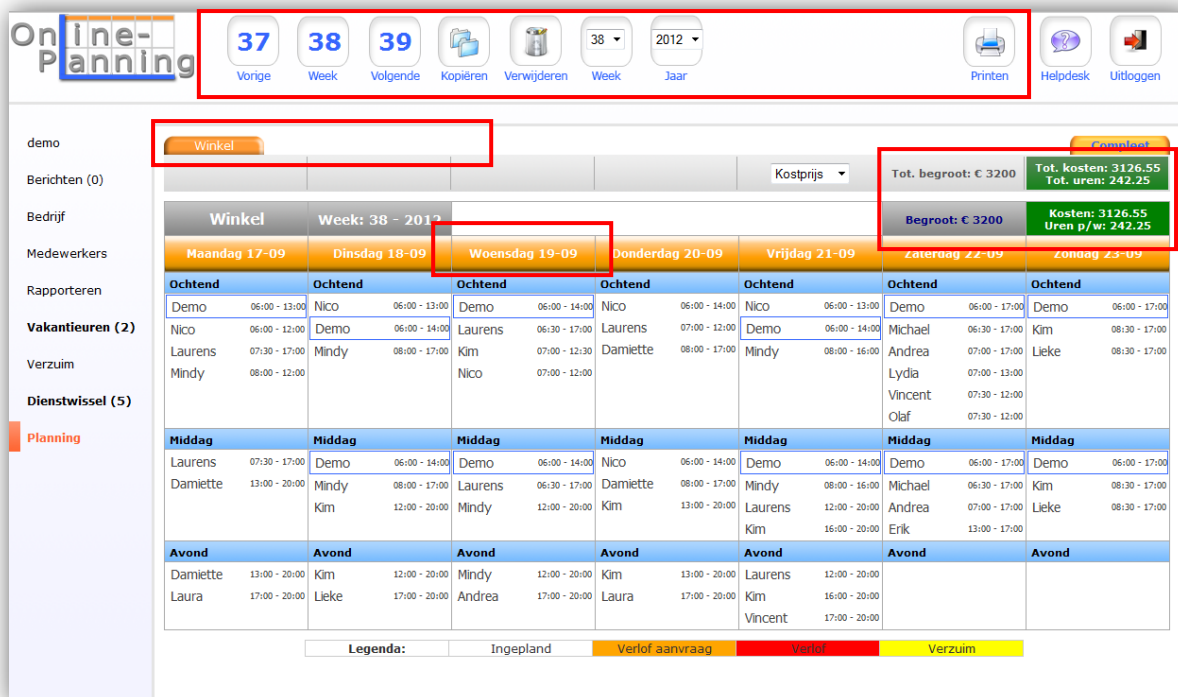 Online-
Planning
37 38 39 38 2012
Vorige Week Volgende Kopiëren Verwijderen Week Jaar Printen Helpdesk Uitloggen
demo
Berichten (0)
Bedrijf
Medewerkers
Rapporteren
Vakantieuren (2)
Verzuim
Dienstwissel (5)
Planning
Winkel Compleet
Kostprijs Tot. begroot: € 3200 Tot. kosten: 3126.55
Tot. uren: 242.25
Winkel Week: 38 - 2012 Begroot: € 3200 Kosten: 3126.55
Uren p/w: 242.25
Maandag 17-09 Dinsdag 18-09 Woensdag 19-09 Donderdag 20-09 Vrijdag 21-09 Zaterdag 22-09 Zondag 23-09
Ochtend Ochtend Ochtend Ochtend Ochtend Ochtend Ochtend
Demo 06:00 - 13:00 Nico 06:00 - 13:00 Demo 06:00 - 14:00 Nico 06:00 - 14:00 Nico 06:00 - 13:00 Demo 06:00 - 17:00 Demo 06:00 - 17:00
Nico 06:00 - 12:00 Demo 06:00 - 14:00 Laurens 06:30 - 17:00 Laurens 07:00 - 12:00 Demo 06:00 - 14:00 Michael 06:30 - 17:00 Kim 08:30 - 17:00
Laurens 07:30 - 17:00 Mindy 08:00 - 17:00 Kim 07:00 - 12:30 Damiette 08:00 - 17:00 Mindy 08:00 - 16:00 Andrea 07:00 - 17:00 Lieke 08:30 - 17:00
Mindy 08:00 - 12:00 Nico 07:00 - 12:00 Lydia 07:00 - 13:00
Vincent 07:30 - 12:00
Olaf 07:30 - 12:00
Middag Middag Middag Middag Middag Middag Middag
Laurens 07:30 - 17:00 Demo 06:00 - 14:00 Demo 06:00 - 14:00 Nico 06:00 - 14:00 Demo 06:00 - 14:00 Demo 06:00 - 17:00 Demo 06:00 - 17:00
Damiette 13:00 - 20:00 Mindy 08:00 - 17:00 Laurens 06:30 - 17:00 Damiette 08:00 - 17:00 Mindy 08:00 - 16:00 Michael 06:30 - 17:00 Kim 08:30 - 17:00
Kim 12:00 - 20:00 Mindy 12:00 - 20:00 Kim 13:00 - 20:00 Laurens 12:00 - 20:00 Andrea 07:00 - 17:00 Lieke 08:30 - 17:00
Kim 16:00 - 20:00 Erik 13:00 - 17:00
Avond Avond Avond Avond Avond Avond Avond
Damiette 13:00 - 20:00 Kim 12:00 - 20:00 Mindy 12:00 - 20:00 Kim 13:00 - 20:00 Laurens 12:00 - 20:00
Laura 17:00 - 20:00 Lieke 17:00 - 20:00 Andrea 17:00 - 20:00 Laura 17:00 - 20:00 Kim 16:00 - 20:00
Vincent 17:00 - 20:00
Legenda: Ingepland Verlof aanvraag Verlof Verzuim